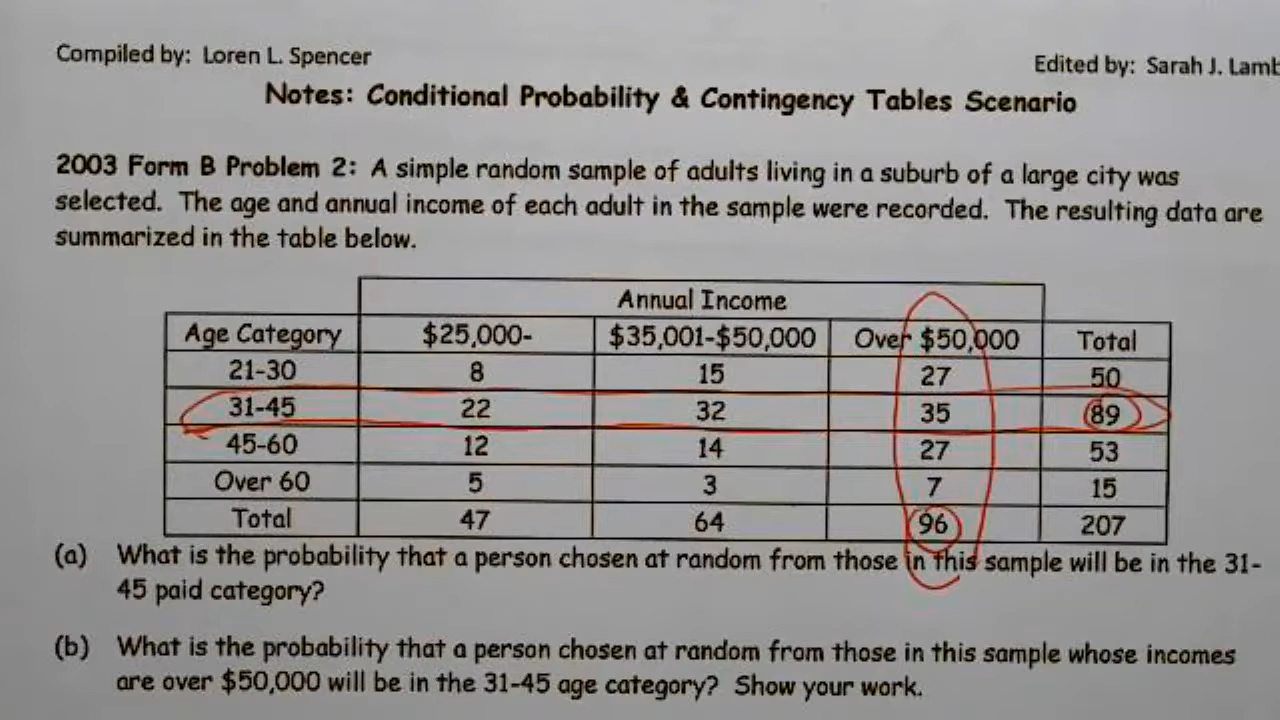 Compiled by: Loren L. Spencer
Edited by: Sarah J. Lamb
Notes: Conditional Probability & Contingency Tables Scenario
2003 Form B Problem 2: A simple random sample of adults living in a suburb of a large city was
selected. The age and annual income of each adult in the sample were recorded. The resulting data are
summarized in the table below.
Annual Income
Age Category $25,000- $35,001-$50,000 Over $50,000 Total
21-30 8 15 27 50
31-45 22 32 35 89
45-60 12 14 27 53
Over 60 5 3 7 15
Total 47 64 96 207
(a) What is the probability that a person chosen at random from those in this sample will be in the 31-
45 paid category?
(b) What is the probability that a person chosen at random from those in this sample whose incomes
are over $50,000 will be in the 31-45 age category? Show your work.